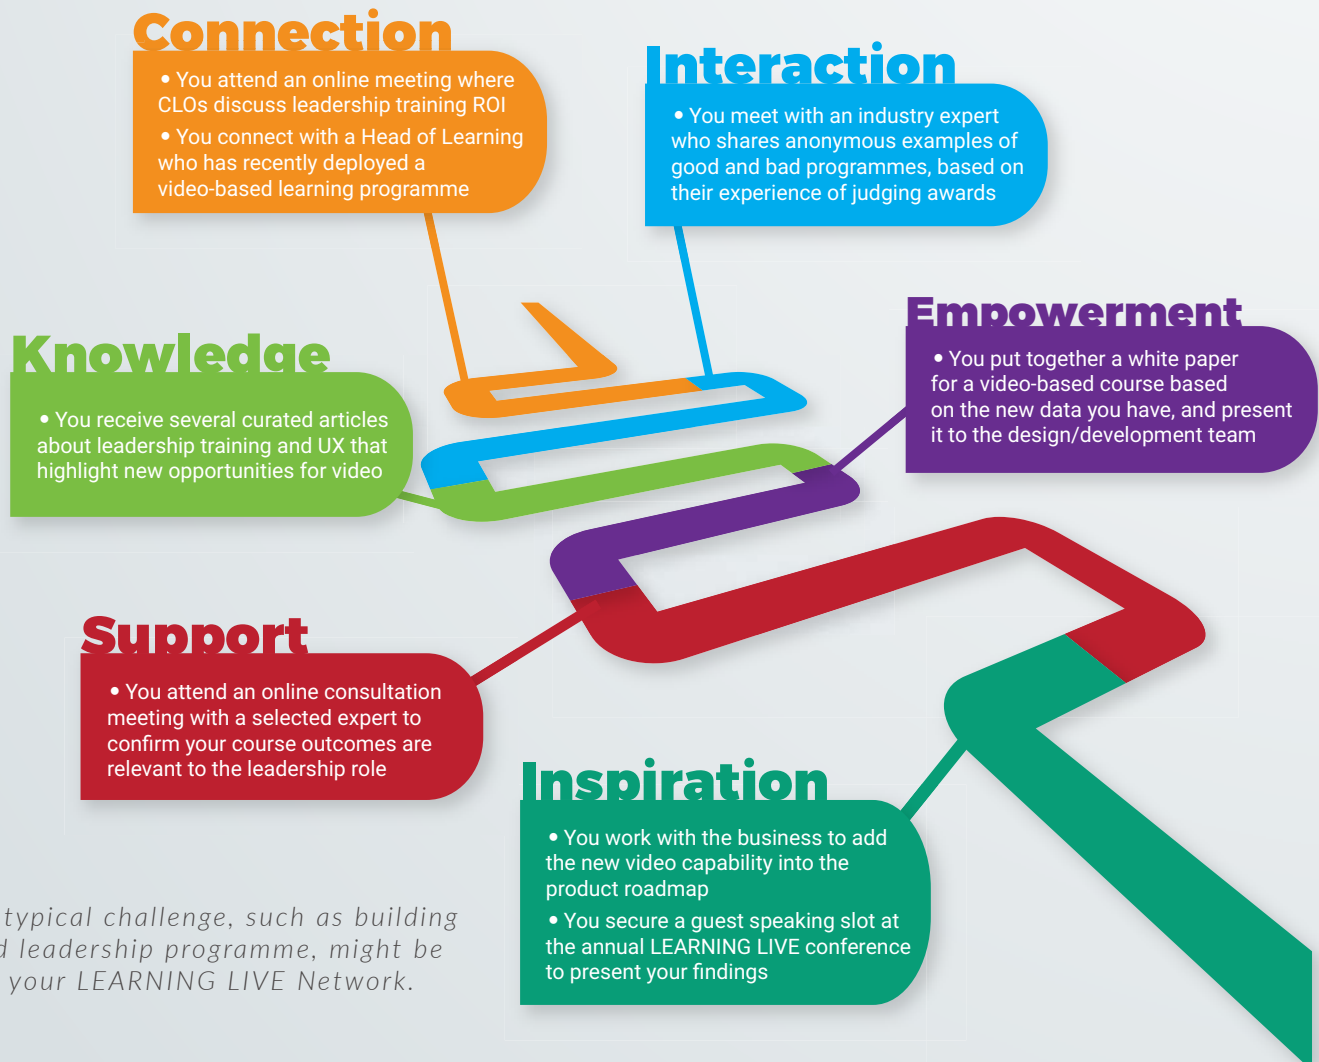 Connection
• You attend an online meeting where
CLOs discuss leadership training ROI
• You connect with a Head of Learning
who has recently deployed a
video-based learning programme
Interaction
• You meet with an industry expert
who shares anonymous examples of
good and bad programmes, based on
their experience of judging awards
Knowledge
• You receive several curated articles
about leadership training and UX that
highlight new opportunities for video
Empowerment
• You put together a white paper
for a video-based course based
on the new data you have, and present
it to the design/development team
Support
• You attend an online consultation
meeting with a selected expert to
confirm your course outcomes are
relevant to the leadership role
Inspiration
• You work with the business to add
the new video capability into the
product roadmap
• You secure a guest speaking slot at
the annual LEARNING LIVE conference
to present your findings
typical challenge, such as building
leadership programme, might be
your LEARNING LIVE Network.